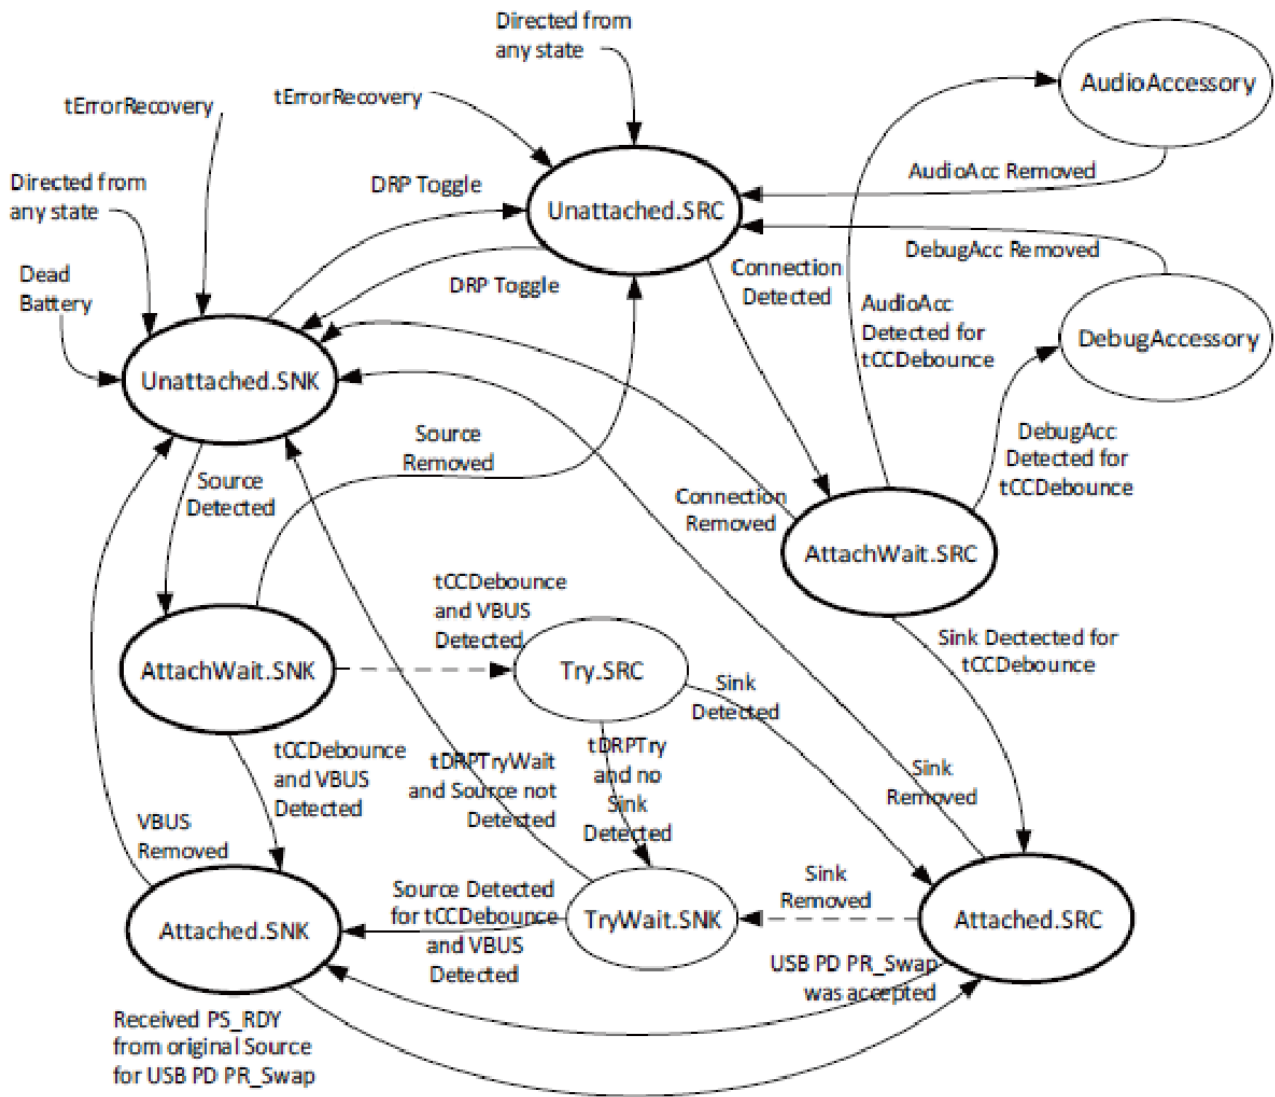 Directed from
any state
AudioAccessory
tErrorRecovery
tErrorRecovery
AudioAcc Removed
Directed from
any state
DRP Toggle
Unattached.SRC
DebugAcc Removed
Dead
Battery
DRP Toggle
Connection
Detected
AudioAcc
Detected for
tCCDebounce
DebugAccessory
Unattached.SNK
Source
Removed
DebugAcc
Detected for
tCCDebounce
Source
Detected
Connection
Removed
AttachWait.SRC
tCCDebounce
and VBUS
Detected
Sink Dectected for
tCCDebounce
AttachWait.SNK
Try.SRC
Sink
Detected
tCCDebounce
and VBUS
Detected
tDRPTryWait
and Source not
Detected
tDRPTry
and no
Sink
Detected
Sink
Removed
VBUS
Removed
Source Detected
for tCCDebounce
and VBUS
Detected
Sink
Removed
Attached.SNK
TryWait.SNK
Attached.SRC
USB PD PR_Swap
was accepted
Received PS_RDY
from original Source
for USB PD PR_Swap